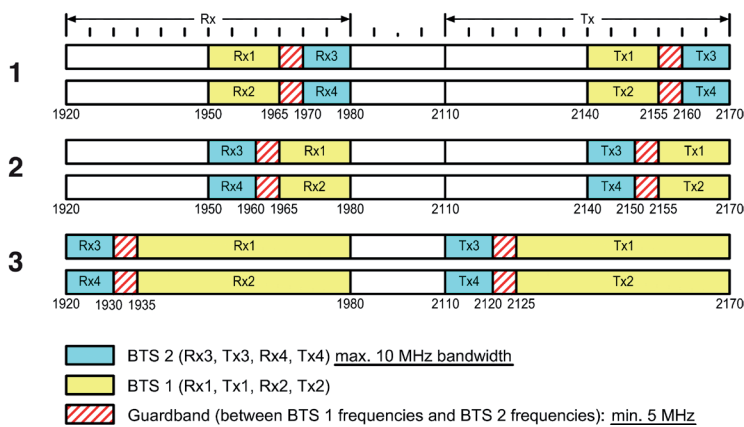 Rx Tx
1
Rx1 Rx3 Tx1 Tx3
Rx2 Rx4 Tx2 Tx4
1920 1950 1965 1970 1980 2110 2140 2155 2160 2170
2
Rx3 Rx1 Tx3 Tx1
Rx4 Rx2 Tx4 Tx2
1920 1950 1960 1965 1980 2110 2140 2150 2155 2170
3
Rx3 Rx1 Tx3 Tx1
Rx4 Rx2 Tx4 Tx2
1920 1930 1935 1980 2110 2120 2125 2170
BTS 2 (Rx3, Tx3, Rx4, Tx4) max. 10 MHz bandwidth
BTS 1 (Rx1, Tx1, Rx2, Tx2)
Guardband (between BTS 1 frequencies and BTS 2 frequencies): min. 5 MHz